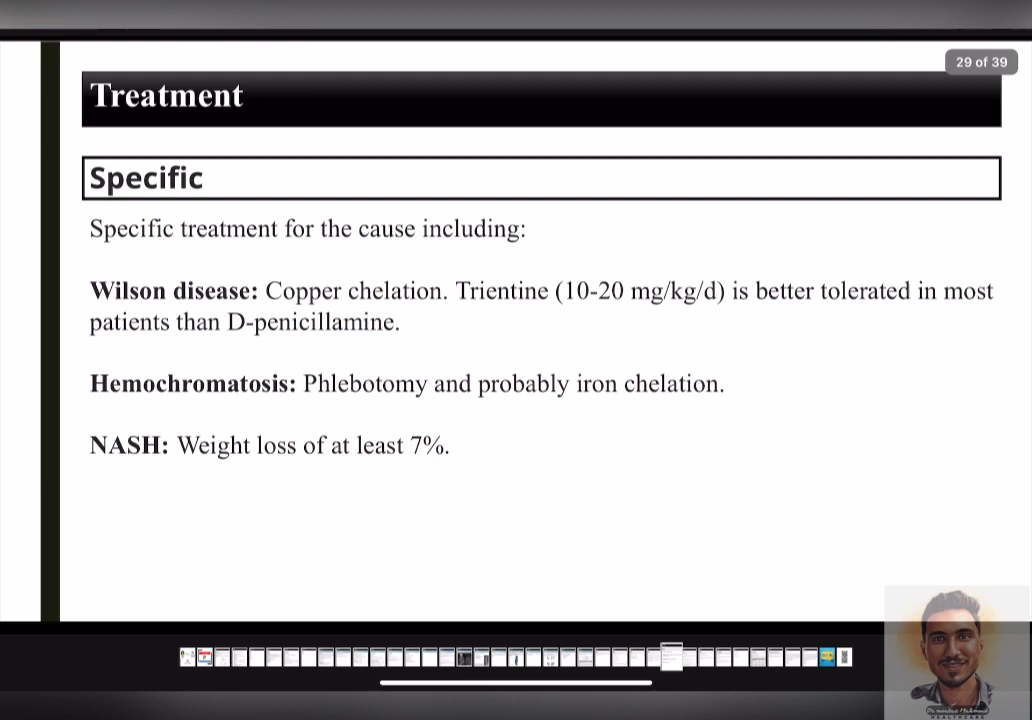 29 of 39
Treatment
Specific
Specific treatment for the cause including:
Wilson disease: Copper chelation. Trientine (10-20 mg/kg/d) is better tolerated in most
patients than D-penicillamine.
Hemochromatosis: Phlebotomy and probably iron chelation.
NASH: Weight loss of at least 7%.
HEALTHCARE